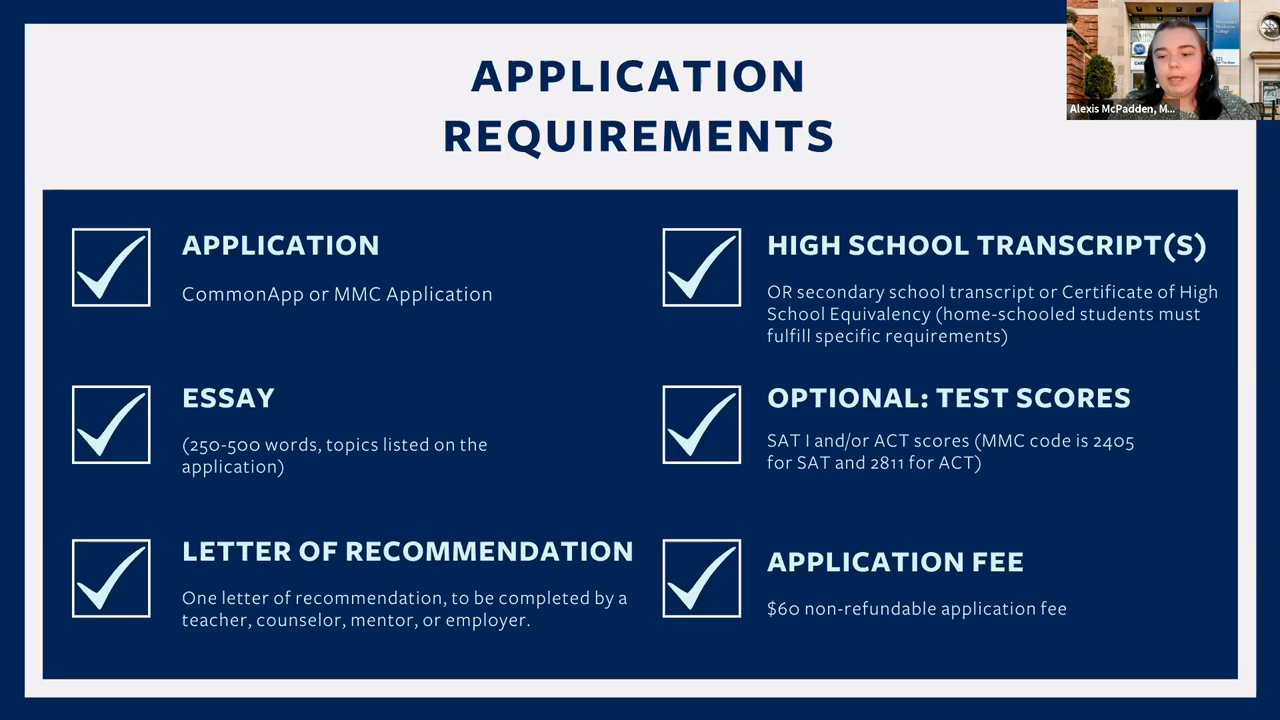 APPLICATION
REQUIREMENTS
Alexis McPadden, M...
APPLICATION
CommonApp or MMC Application
ESSAY
(250-500 words, topics listed on the
application)
LETTER OF RECOMMENDATION
One letter of recommendation, to be completed by a
teacher, counselor, mentor, or employer.
HIGH SCHOOL TRANSCRIPT(S)
OR secondary school transcript or Certificate of High
School Equivalency (home-schooled students must
fulfill specific requirements)
OPTIONAL: TEST SCORES
SAT I and/or ACT scores (MMC code is 2405
for SAT and 2811 for ACT)
APPLICATION FEE
$60 non-refundable application fee